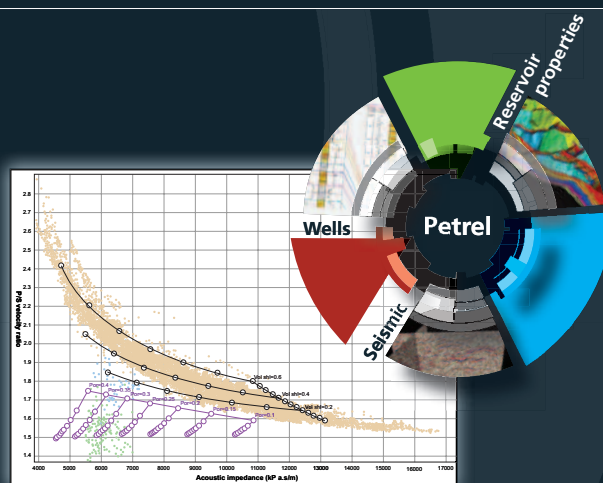 Reservoir
properties
Petrel
Wells
Seismic
P/S velocity ratio
2.8
2.6
2.4
2.5
2.3
2.2
2.1
2.0
1.9
1.8
1.7
1.6
1.5
1.4
Vol shl=0.6
Vol shl=0.4
Vol shl=0.2
Por=0.4
Por=0.35
Por=0.3
Por=0.25
Por=0.2
Por=0.15
Por=0.1
4000 5000 6000 7000 8000 9000 10000 11000 12000 13000 14000 15000 16000 17000
Acoustic impedance (kP a.s/m)